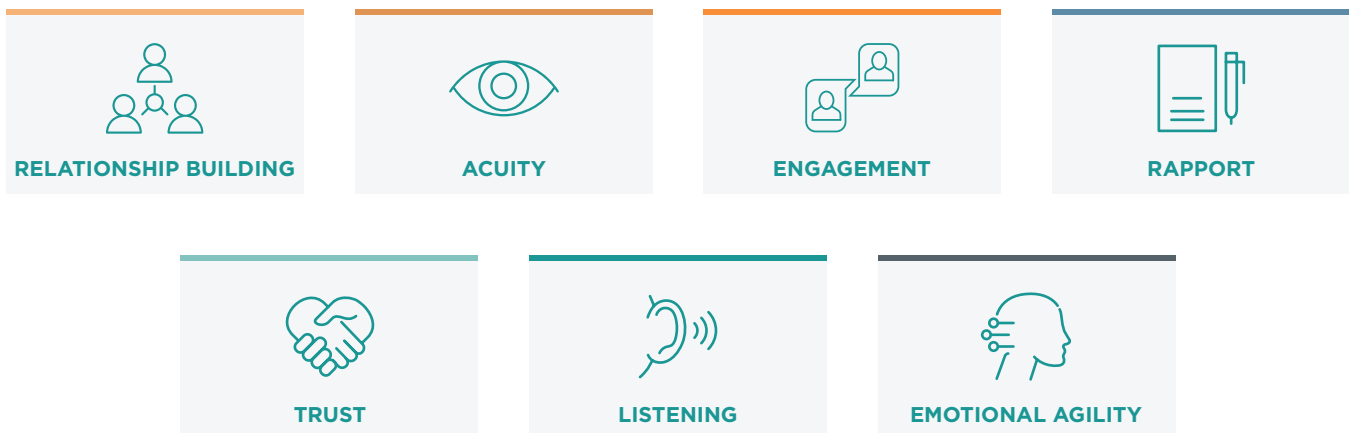 RELATIONSHIP BUILDING
ACUITY
ENGAGEMENT
RAPPORT
TRUST
LISTENING
EMOTIONAL AGILITY